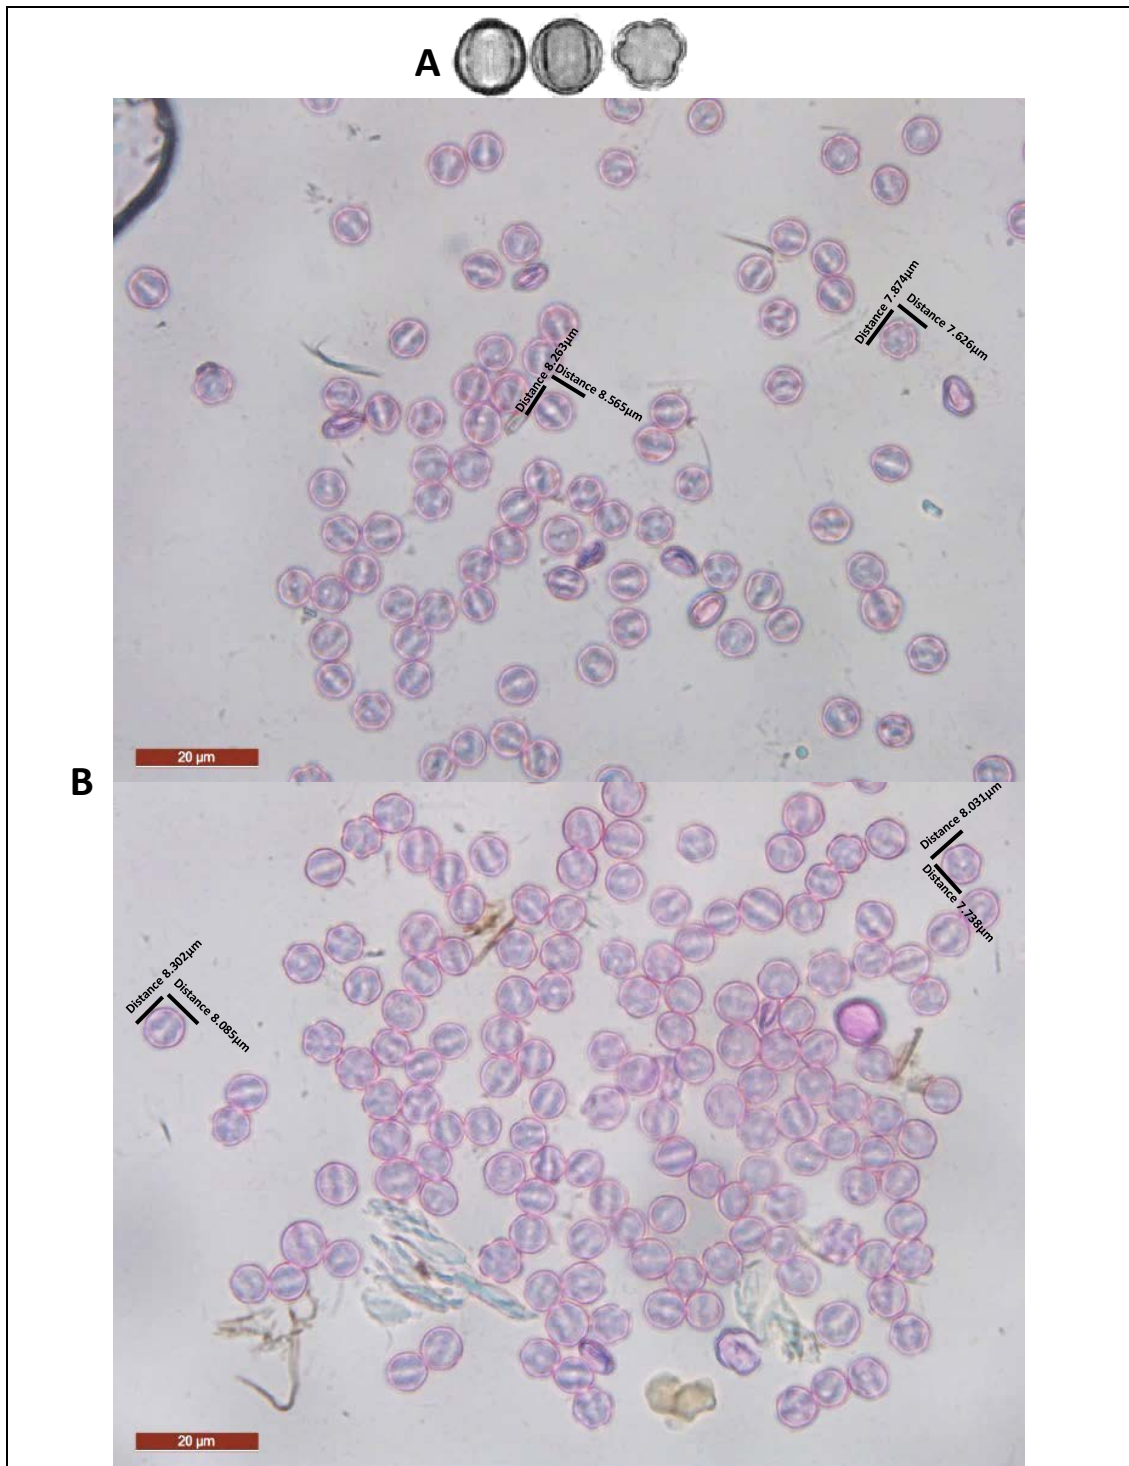 A
Distance 7.874µm
Distance 7.626µm
Distance 8.263µm
Distance 8.565µm
20 µm
B
Distance 8.031µm
Distance 7.738µm
Distance 8.302µm
Distance 8.085µm
20 µm